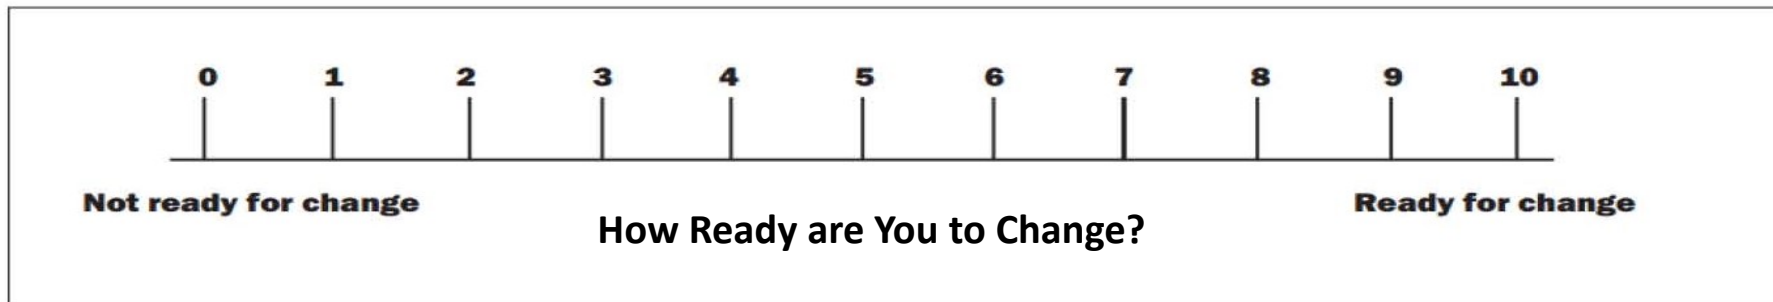 0 1 2 3 4 5 6 7 8 9 10
Not ready for change Ready for change
How Ready are You to Change?